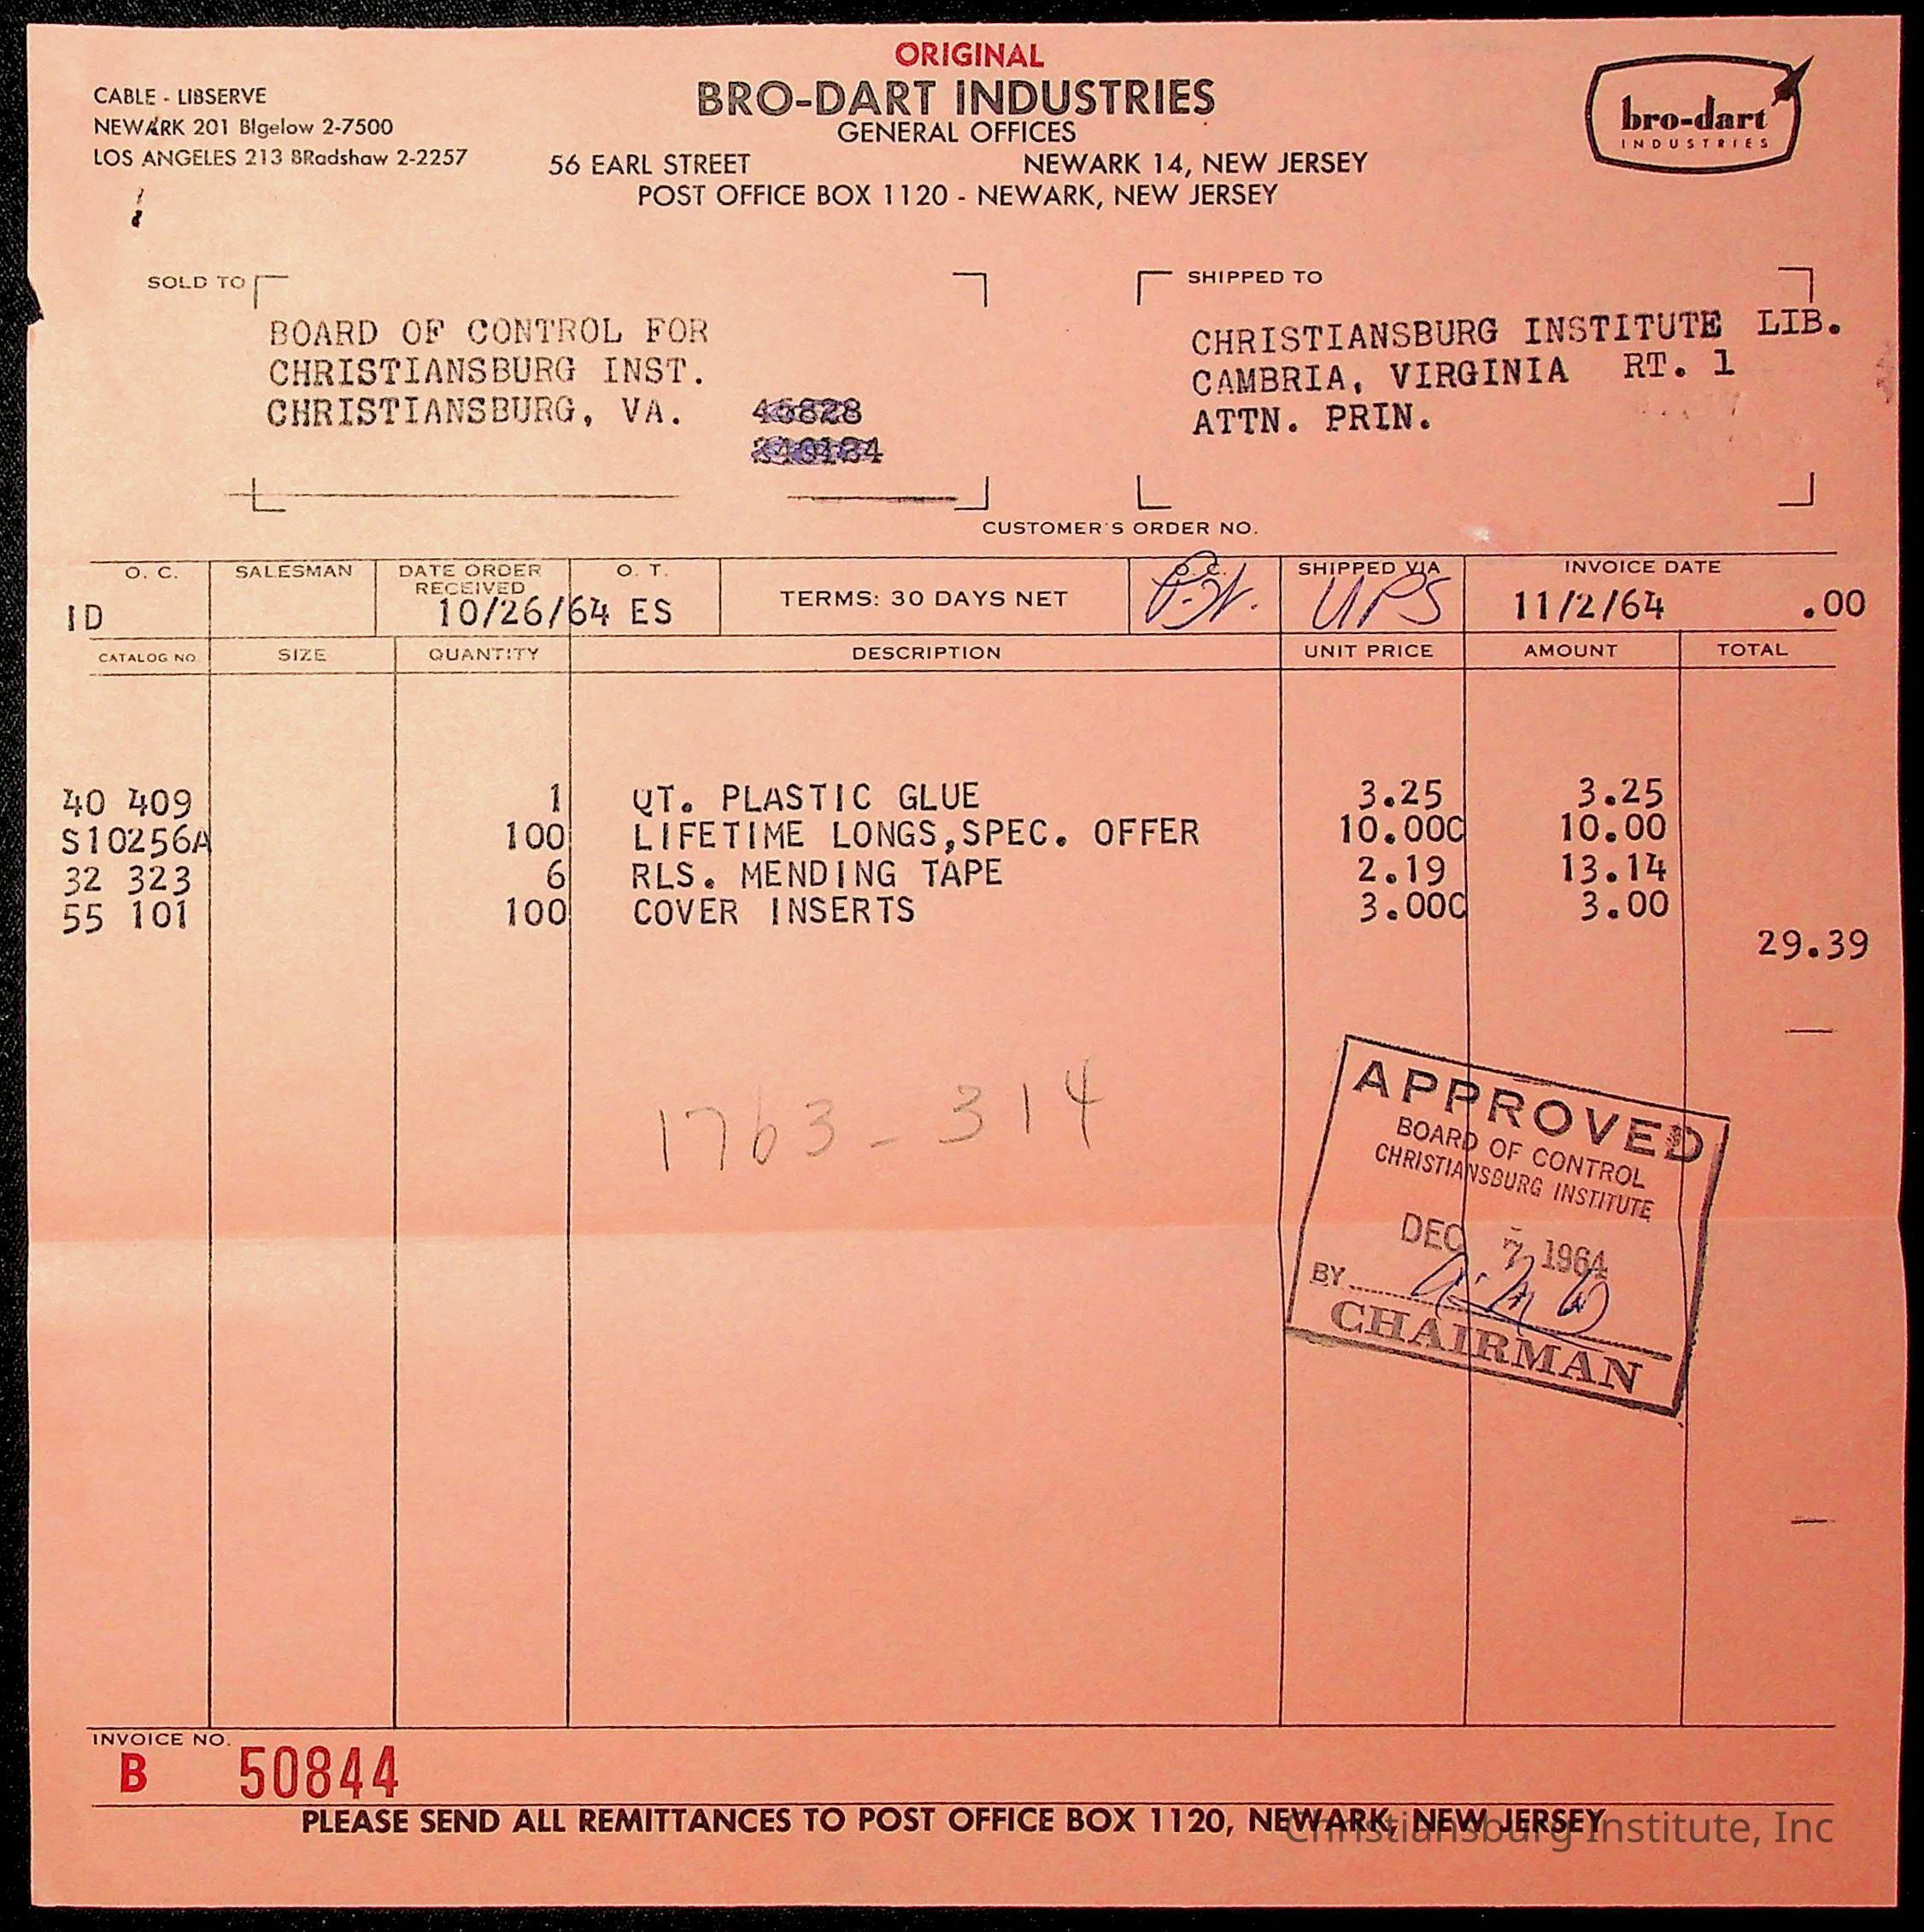 ORIGINAL
BRO-DART INDUSTRIES
GENERAL OFFICES
56 EARL STREET NEWARK 14, NEW JERSEY
POST OFFICE BOX 1120 - NEWARK, NEW JERSEY
CABLE - LIBSERVE
NEWARK 201 BIgelow 2-7500
LOS ANGELES 213 BRadshaw 2-2257
bro-dart
INDUSTRIES
SOLD TO
BOARD OF CONTROL FOR
CHRISTIANSBURG INST.
CHRISTIANSBURG, VA. 46828
SHIPPED TO
CHRISTIANSBURG INSTITUTE LIB.
CAMBRIA, VIRGINIA RT. 1
ATTN. PRIN.
CUSTOMER'S ORDER NO.
O. C. SALESMAN DATE ORDER RECEIVED O. T. TERMS: 30 DAYS NET SHIPPED VIA INVOICE DATE
ID 10/26/64 ES UPS 11/2/64 .00
CATALOG NO. SIZE QUANTITY DESCRIPTION UNIT PRICE AMOUNT TOTAL
40 409 1 QT. PLASTIC GLUE 3.25 3.25
S10256A 100 LIFETIME LONGS,SPEC. OFFER 10.00C 10.00
32 323 6 RLS. MENDING TAPE 2.19 13.14
55 101 100 COVER INSERTS 3.00C 3.00
29.39
1763-314
APPROVED
BOARD OF CONTROL
CHRISTIANSBURG INSTITUTE
DEC 7 1964
BY
CHAIRMAN
INVOICE NO.
B 50844
PLEASE SEND ALL REMITTANCES TO POST OFFICE BOX 1120, NEWARK, NEW JERSEY
Christiansburg Institute, Inc